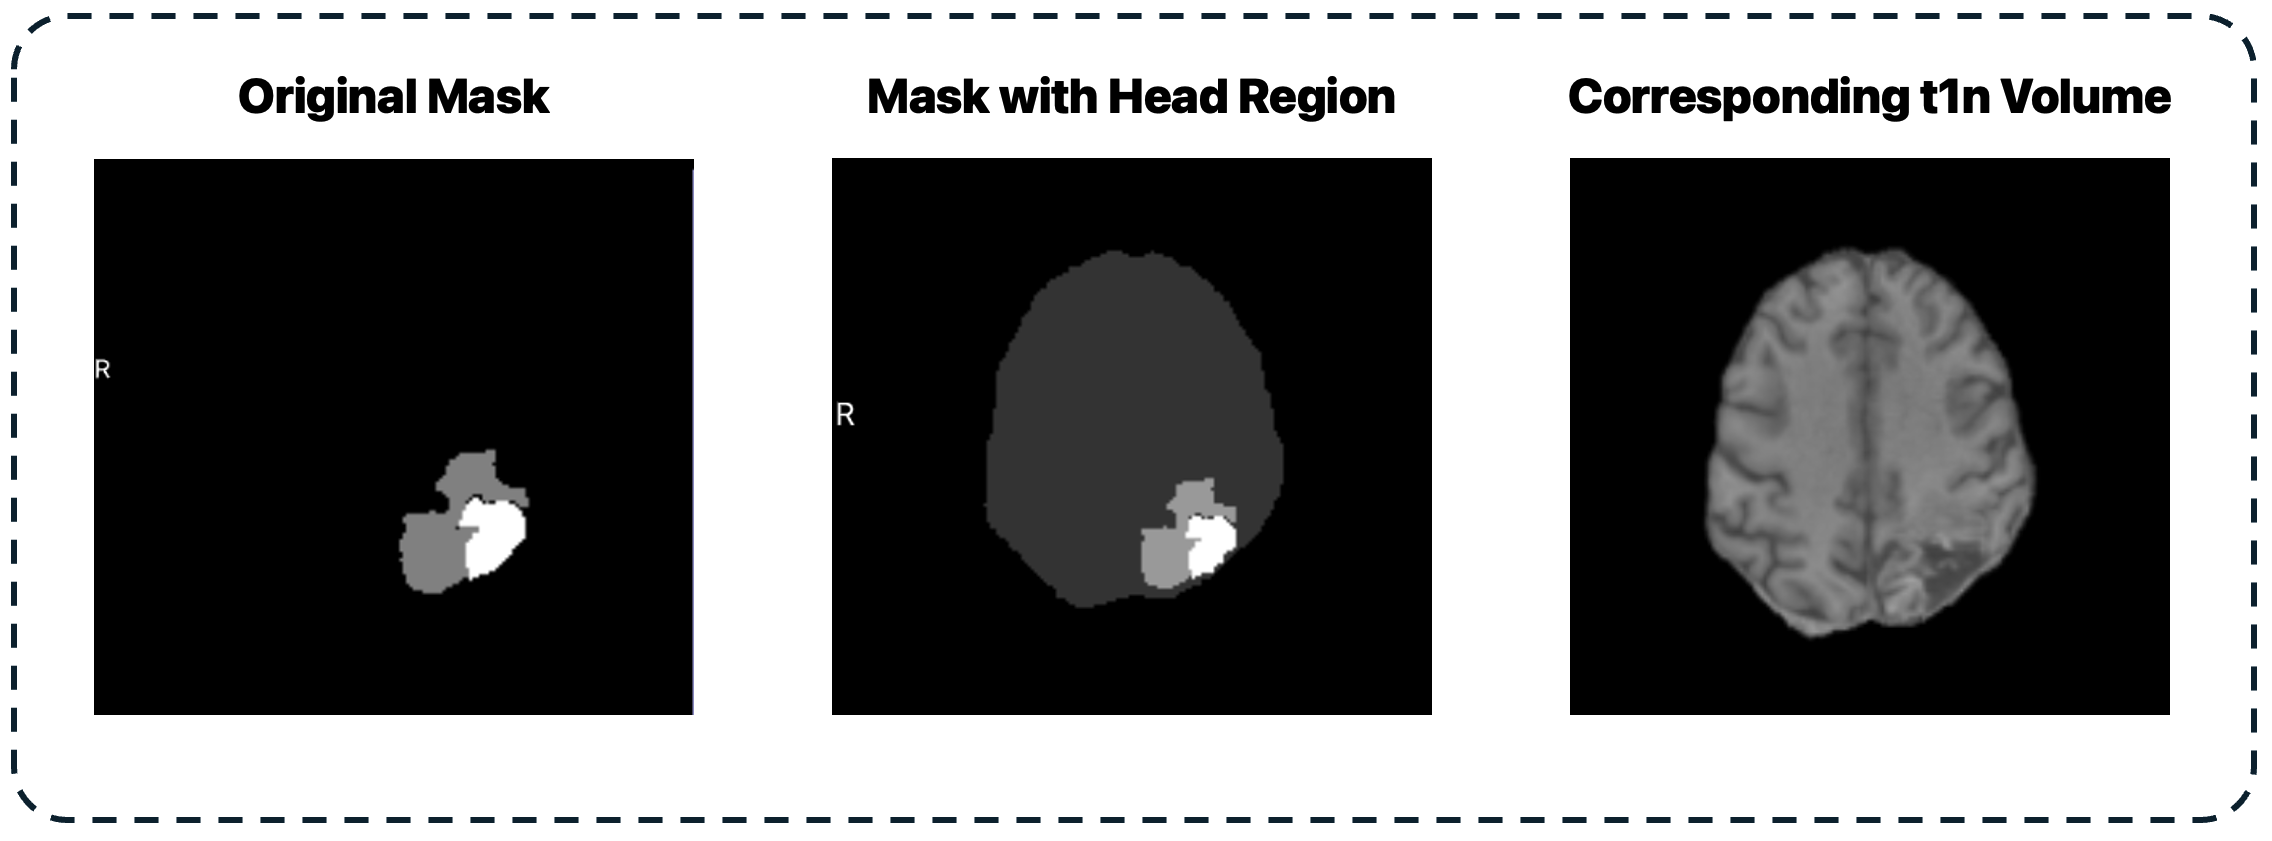 Original Mask
Mask with Head Region
Corresponding t1n Volume
R
R